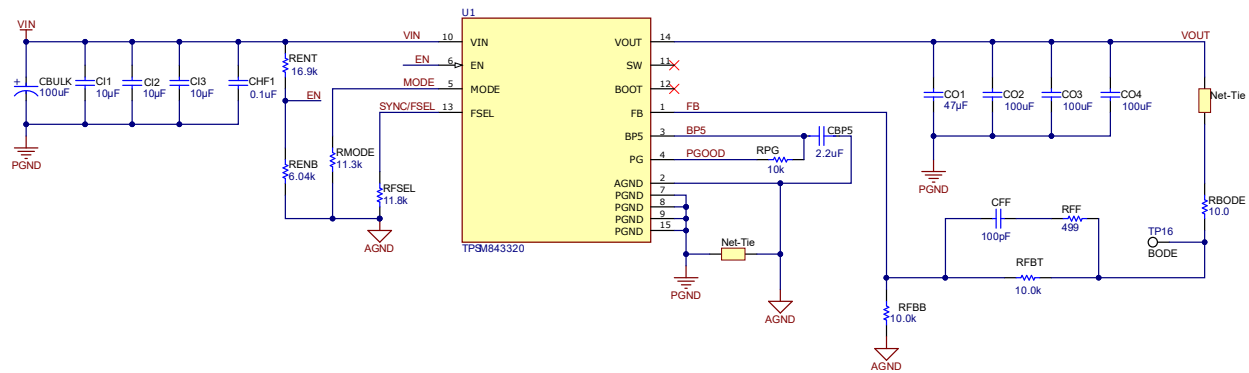 U1
VIN
VIN
10
VIN
VOUT
14
VOUT
EN
6
EN
SW
11
MODE
5
MODE
BOOT
12
SYNC/FSEL
13
FSEL
FB
1
FB
BP5
3
BP5
PG
4
PGOOD
AGND
2
PGND
7
PGND
8
PGND
9
PGND
15
TPSM843320
CBULK
100uF
CI1
10µF
CI2
10µF
CI3
10µF
CHF1
0.1uF
RENT
16.9k
EN
RENB
6.04k
RMODE
11.3k
RFSEL
11.8k
PGND
AGND
RPG
10k
CBP5
2.2uF
Net-Tie
PGND
AGND
CO1
47µF
CO2
100uF
CO3
100uF
CO4
100uF
PGND
Net-Tie
RBODE
10.0
TP16
BODE
CFF
100pF
RFF
499
RFBT
10.0k
RFBB
10.0k
AGND